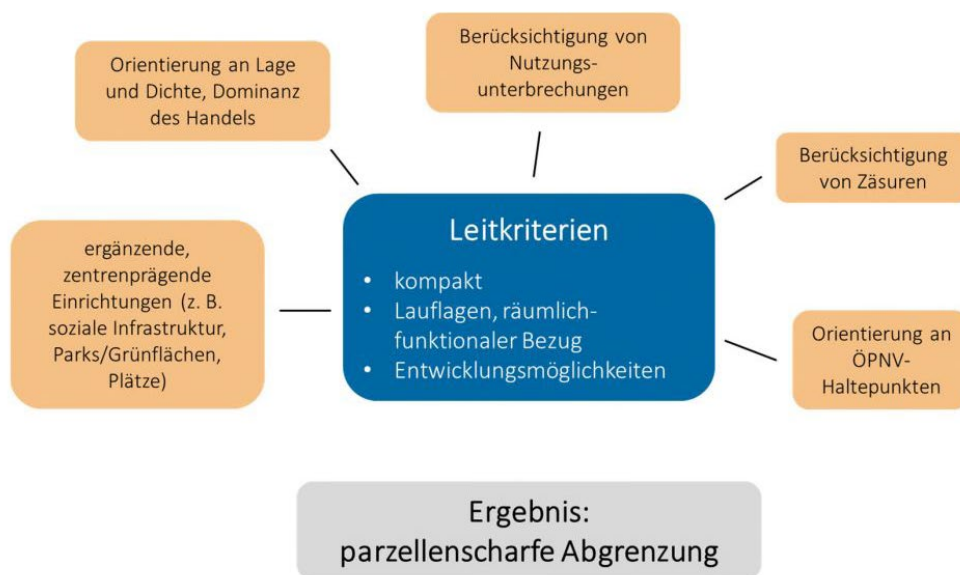 Orientierung an Lage
und Dichte, Dominanz
des Handels
Berücksichtigung von
Nutzungs-
unterbrechungen
Berücksichtigung
von Zäsuren
ergänzende,
zentrenprägende
Einrichtungen (z. B.
soziale Infrastruktur,
Parks/Grünflächen,
Plätze)
Leitkriterien
• kompakt
• Lauflagen, räumlich-
funktionaler Bezug
• Entwicklungsmöglichkeiten
Orientierung an
ÖPNV-
Haltepunkten
Ergebnis:
parzellenscharfe Abgrenzung